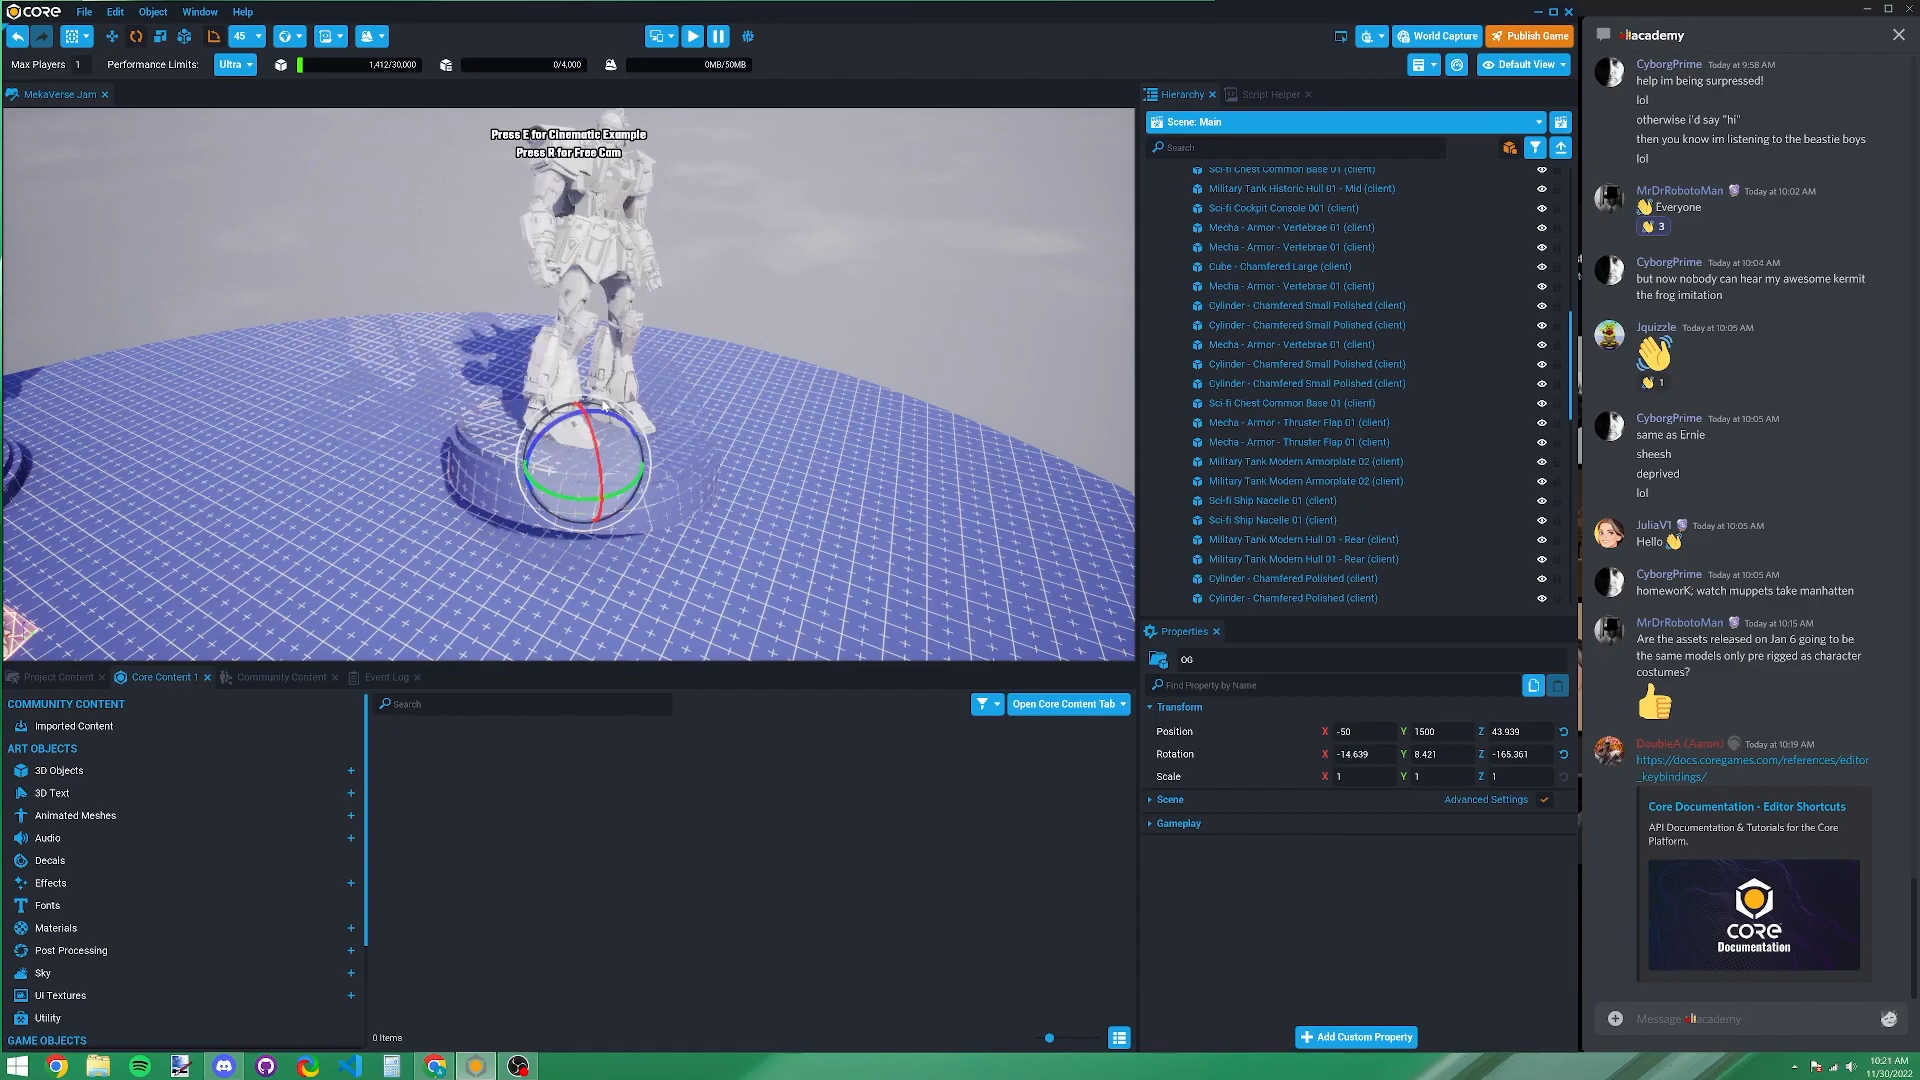 CORE
File Edit Object Window Help
45
World Capture
Publish Game
Max Players 1 Performance Limits: Ultra 1,412/30,000 0/4,000 0MB/50MB
Default View
MekaVerse Jam
Press E for Cinematic Example
Press R for Free Cam
Hierarchy
Script Helper
Scene: Main
Search
Sci-fi Chest Common Base 01 (client)
Military Tank Historic Hull 01 - Mid (client)
Sci-fi Cockpit Console 001 (client)
Mecha - Armor - Vertebrae 01 (client)
Mecha - Armor - Vertebrae 01 (client)
Cube - Chamfered Large (client)
Mecha - Armor - Vertebrae 01 (client)
Cylinder - Chamfered Small Polished (client)
Cylinder - Chamfered Small Polished (client)
Mecha - Armor - Vertebrae 01 (client)
Cylinder - Chamfered Small Polished (client)
Cylinder - Chamfered Small Polished (client)
Sci-fi Chest Common Base 01 (client)
Mecha - Armor - Thruster Flap 01 (client)
Mecha - Armor - Thruster Flap 01 (client)
Military Tank Modern Armorplate 02 (client)
Military Tank Modern Armorplate 02 (client)
Sci-fi Ship Nacelle 01 (client)
Sci-fi Ship Nacelle 01 (client)
Military Tank Modern Hull 01 - Rear (client)
Military Tank Modern Hull 01 - Rear (client)
Cylinder - Chamfered Polished (client)
Cylinder - Chamfered Polished (client)
Properties
OG
Find Property by Name
Transform
Position X -50 Y 1500 Z 43.939
Rotation X -14.639 Y 8.421 Z -165.361
Scale X 1 Y 1 Z 1
Scene
Advanced Settings
Gameplay
Add Custom Property
Project Content
Core Content 1
Community Content
Event Log
COMMUNITY CONTENT
Imported Content
ART OBJECTS
3D Objects
3D Text
Animated Meshes
Audio
Decals
Effects
Fonts
Materials
Post Processing
Sky
UI Textures
Utility
GAME OBJECTS
Search
Open Core Content Tab
0 Items
academy
CyborgPrime Today at 9:58 AM
help im being surpressed!
lol
otherwise i'd say "hi"
then you know im listening to the beastie boys
lol
MrDrRobotoMan Today at 10:02 AM
Everyone
3
CyborgPrime Today at 10:04 AM
but now nobody can hear my awesome kermit
the frog imitation
Jquizzle Today at 10:05 AM
1
CyborgPrime Today at 10:05 AM
same as Ernie
sheesh
deprived
lol
JuliaV1 Today at 10:05 AM
Hello
CyborgPrime Today at 10:05 AM
homeworK; watch muppets take manhatten
MrDrRobotoMan Today at 10:15 AM
Are the assets released on Jan 6 going to be
the same models only pre rigged as character
costumes?
DoubleA (Aaron) Today at 10:19 AM
https://docs.coregames.com/references/editor
_keybindings/
Core Documentation - Editor Shortcuts
API Documentation & Tutorials for the Core
Platform.
CORE
Documentation
Message academy
10:21 AM
11/30/2022